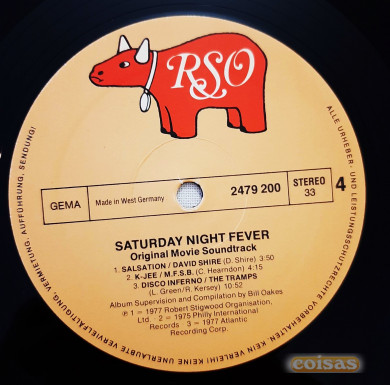 RSO
GEMA
Made in West Germany
2479 200
STEREO
33
4
SATURDAY NIGHT FEVER
Original Movie Soundtrack
1. SALSATION / DAVID SHIRE (D. Shire) 3:50
2. K-JEE / M.F.S.B. (C. Hearndon) 4:15
3. DISCO INFERNO / THE TRAMPS
(L. Green/R. Kersey) 10:52
Album Supervision and Compilation by Bill Oakes
℗ 1 = 1977 Robert Stigwood Organisation,
Ltd. 2 = 1975 Philly International
Records 3 = 1977 Atlantic
Recording Corp.
ALLE URHEBER- UND LEISTUNGSSCHUTZRECHTE VORBEHALTEN. KEIN VERLEIH! KEINE UNERLAUBTE VERVIELFÄLTIGUNG, VERMIETUNG, AUFFÜHRUNG, SENDUNG!
coisas